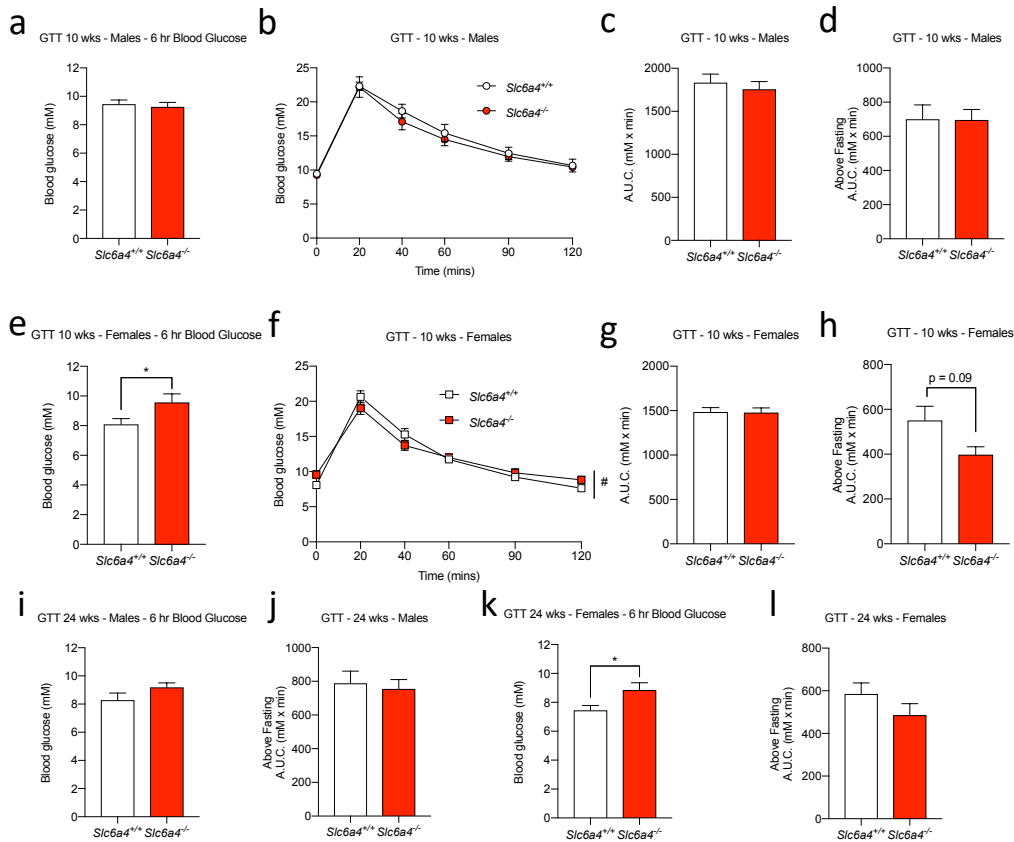 a
GTT 10 wks - Males - 6 hr Blood Glucose
Blood glucose (mM)
12
10
8
6
4
2
0
Slc6a4+/+ Slc6a4-/-
b
GTT - 10 wks - Males
Blood glucose (mM)
25
20
15
10
5
0
0 20 40 60 90 120
Time (mins)
Slc6a4+/+
Slc6a4-/-
c
GTT - 10 wks - Males
A.U.C. (mM x min)
2000
1500
1000
500
0
Slc6a4+/+ Slc6a4-/-
d
GTT - 10 wks - Males
Above Fasting
A.U.C. (mM x min)
1000
800
600
400
200
0
Slc6a4+/+ Slc6a4-/-
e
GTT 10 wks - Females - 6 hr Blood Glucose
Blood glucose (mM)
12
10
8
6
4
2
0
*
Slc6a4+/+ Slc6a4-/-
f
GTT - 10 wks - Females
Blood glucose (mM)
25
20
15
10
5
0
0 20 40 60 90 120
Time (mins)
Slc6a4+/+
Slc6a4-/-
#
g
GTT - 10 wks - Females
A.U.C. (mM x min)
2000
1500
1000
500
0
Slc6a4+/+ Slc6a4-/-
h
GTT - 10 wks - Females
Above Fasting
A.U.C. (mM x min)
800
600
400
200
0
p = 0.09
Slc6a4+/+ Slc6a4-/-
i
GTT 24 wks - Males - 6 hr Blood Glucose
Blood glucose (mM)
12
10
8
6
4
2
0
Slc6a4+/+ Slc6a4-/-
j
GTT - 24 wks - Males
Above Fasting
A.U.C. (mM x min)
1000
800
600
400
200
0
Slc6a4+/+ Slc6a4-/-
k
GTT 24 wks - Females - 6 hr Blood Glucose
Blood glucose (mM)
12
10
8
6
4
2
0
*
Slc6a4+/+ Slc6a4-/-
l
GTT - 24 wks - Females
Above Fasting
A.U.C. (mM x min)
800
600
400
200
0
Slc6a4+/+ Slc6a4-/-